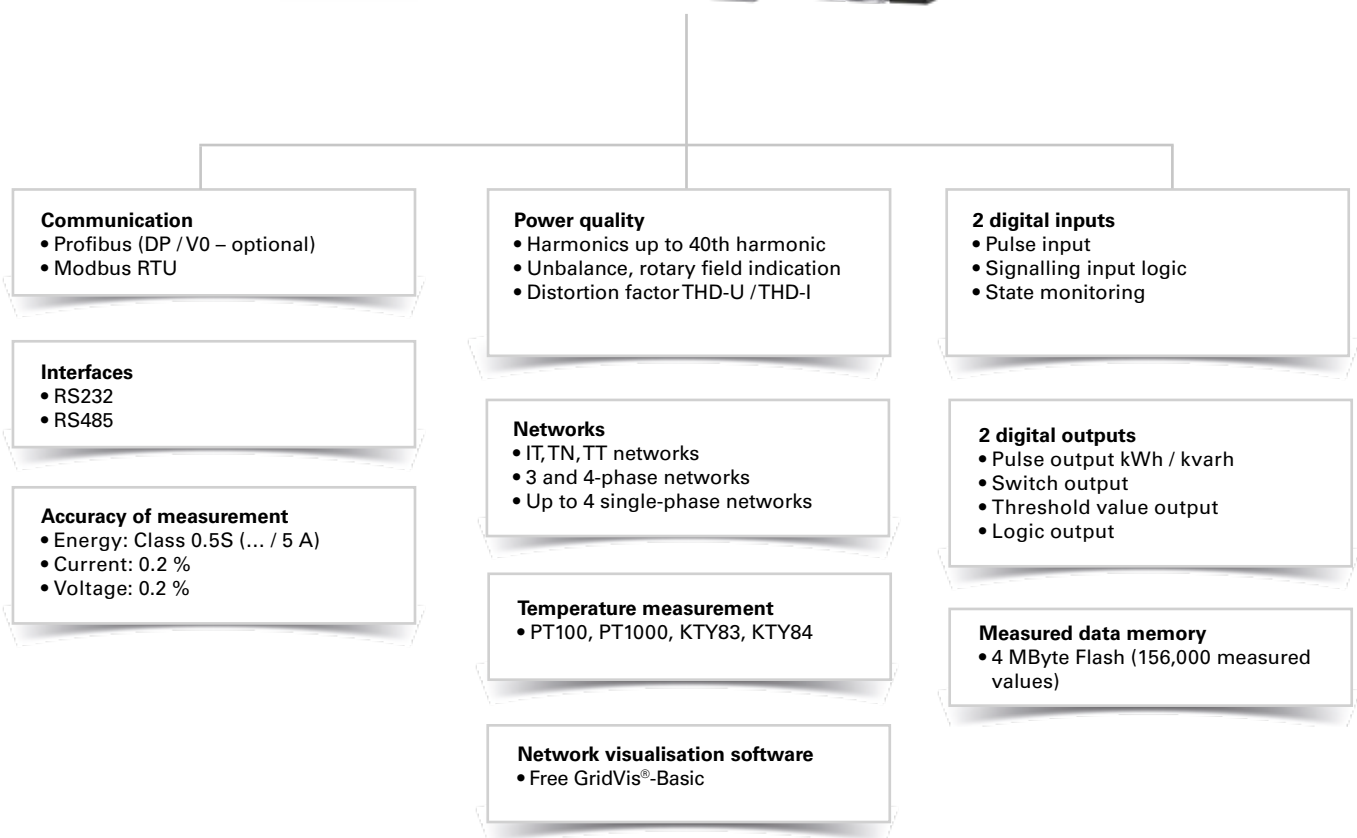 Communication
• Profibus (DP / V0 – optional)
• Modbus RTU
Interfaces
• RS232
• RS485
Accuracy of measurement
• Energy: Class 0.5S (… / 5 A)
• Current: 0.2 %
• Voltage: 0.2 %
Power quality
• Harmonics up to 40th harmonic
• Unbalance, rotary field indication
• Distortion factor THD-U / THD-I
Networks
• IT, TN, TT networks
• 3 and 4-phase networks
• Up to 4 single-phase networks
Temperature measurement
• PT100, PT1000, KTY83, KTY84
Network visualisation software
• Free GridVis®-Basic
2 digital inputs
• Pulse input
• Signalling input logic
• State monitoring
2 digital outputs
• Pulse output kWh / kvarh
• Switch output
• Threshold value output
• Logic output
Measured data memory
• 4 MByte Flash (156,000 measured
values)